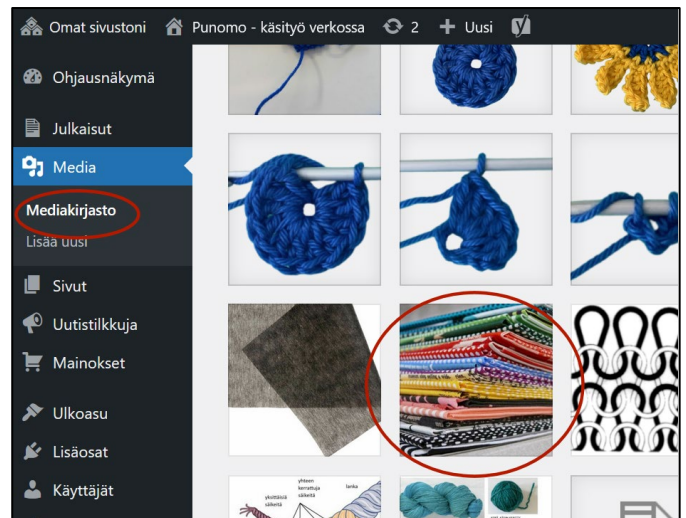 Omat sivustoni Punomo - käsityö verkossa 2 Uusi
Ohjausnäkymä
Julkaisut
Media
Mediakirjasto
Lisää uusi
Sivut
Uutistilkkuja
Mainokset
Ulkoasu
Lisäosat
Käyttäjät
yksittäisiä säikeitä
yhteen kerrattuja säikeitä
lanka